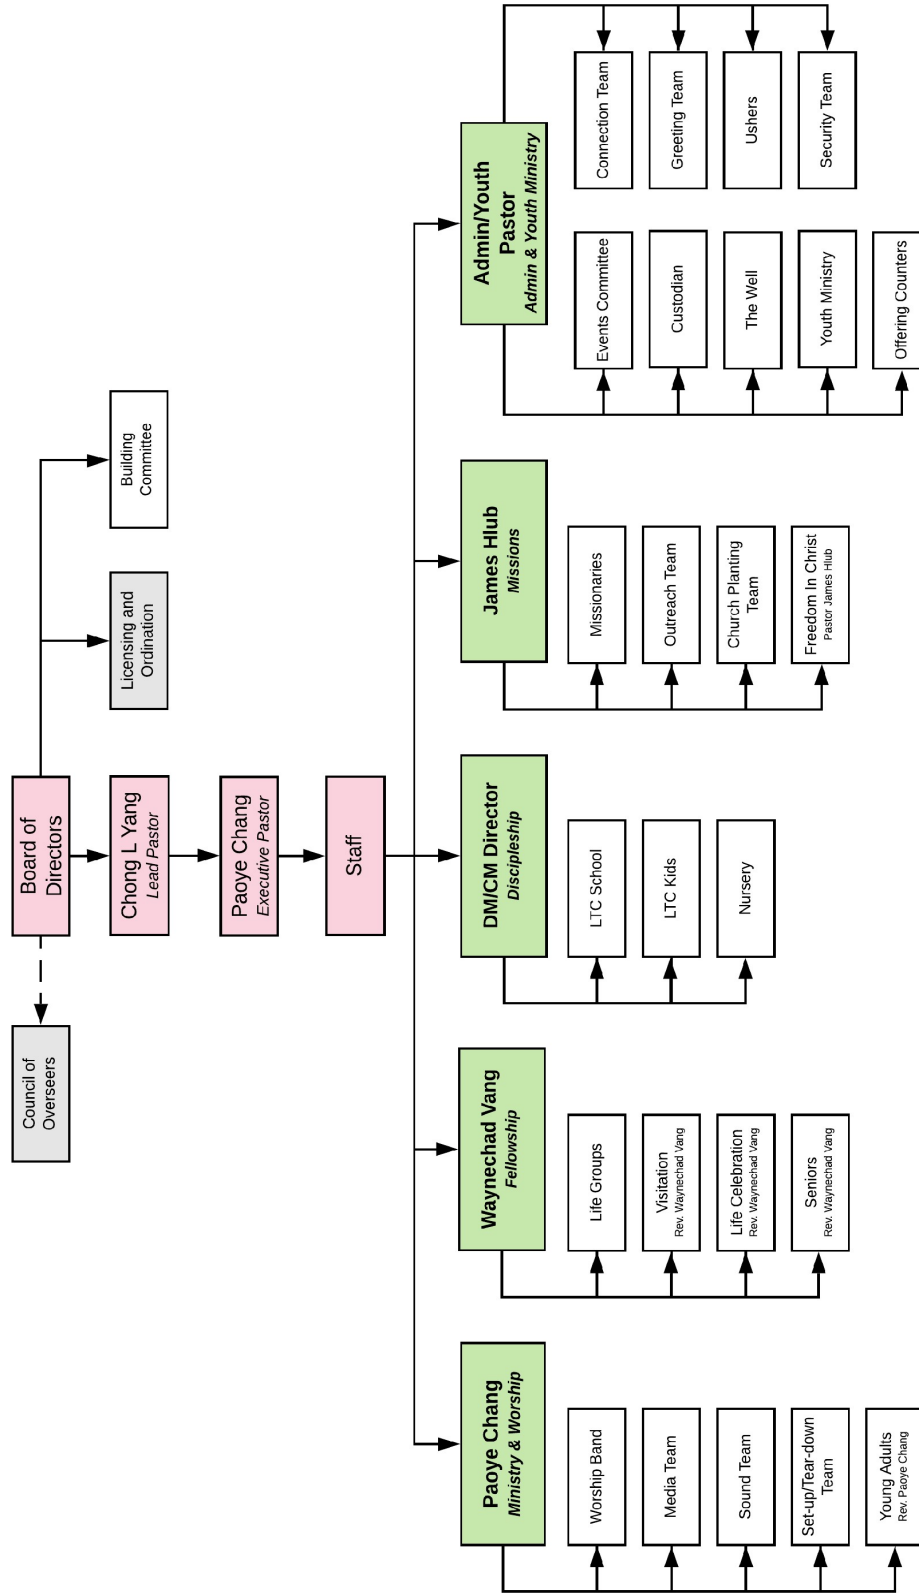 Council of
Overseers
Board of
Directors
Licensing and
Ordination
Building
Committee
Chong L Yang
Lead Pastor
Paoye Chang
Executive Pastor
Staff
Paoye Chang
Ministry & Worship
Worship Band
Media Team
Sound Team
Set-up/Tear-down
Team
Young Adults
Rev. Paoye Chang
Waynechad Vang
Fellowship
Life Groups
Visitation
Rev. Waynechad Vang
Life Celebration
Rev. Waynechad Vang
Seniors
Rev. Waynechad Vang
DM/CM Director
Discipleship
LTC School
LTC Kids
Nursery
James Hlub
Missions
Missionaries
Outreach Team
Church Planting
Team
Freedom In Christ
Pastor James Hlub
Admin/Youth
Pastor
Admin & Youth Ministry
Events Committee
Custodian
The Well
Youth Ministry
Offering Counters
Connection Team
Greeting Team
Ushers
Security Team